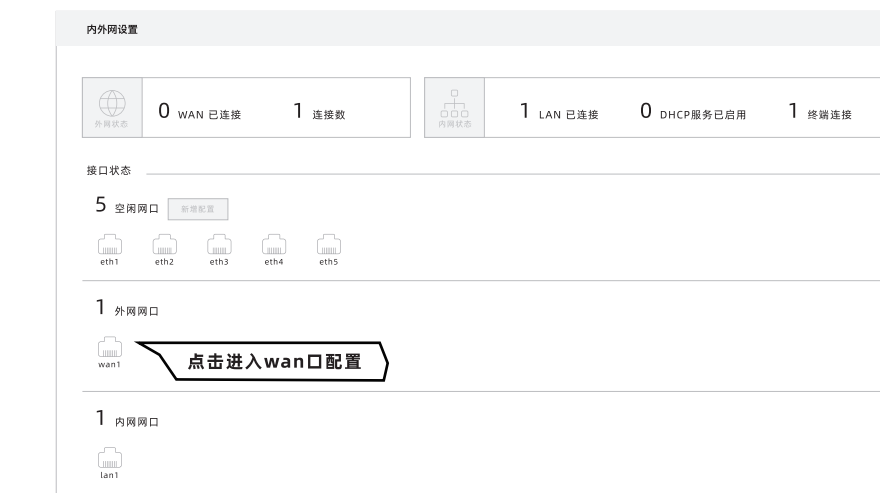 内外网设置
0 WAN 已连接 1 连接数 1 LAN 已连接 0 DHCP服务已启用 1 终端连接
外网状态 内网状态
接口状态
5 空闲网口 新增配置
eth1 eth2 eth3 eth4 eth5
1 外网网口
点击进入wan口配置
wan1
1 内网网口
lan1